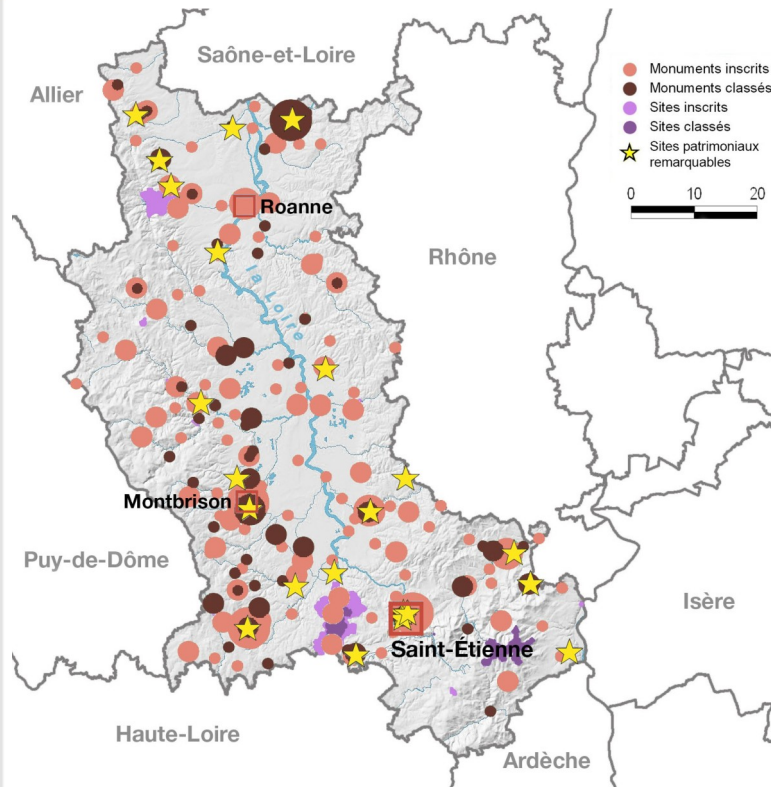 Saône-et-Loire
Allier
Monuments inscrits
Monuments classés
Sites inscrits
Sites classés
Sites patrimoniaux
remarquables
0 10 20
Roanne
Rhône
la Loire
Montbrison
Puy-de-Dôme
Isère
Saint-Étienne
Haute-Loire
Ardèche